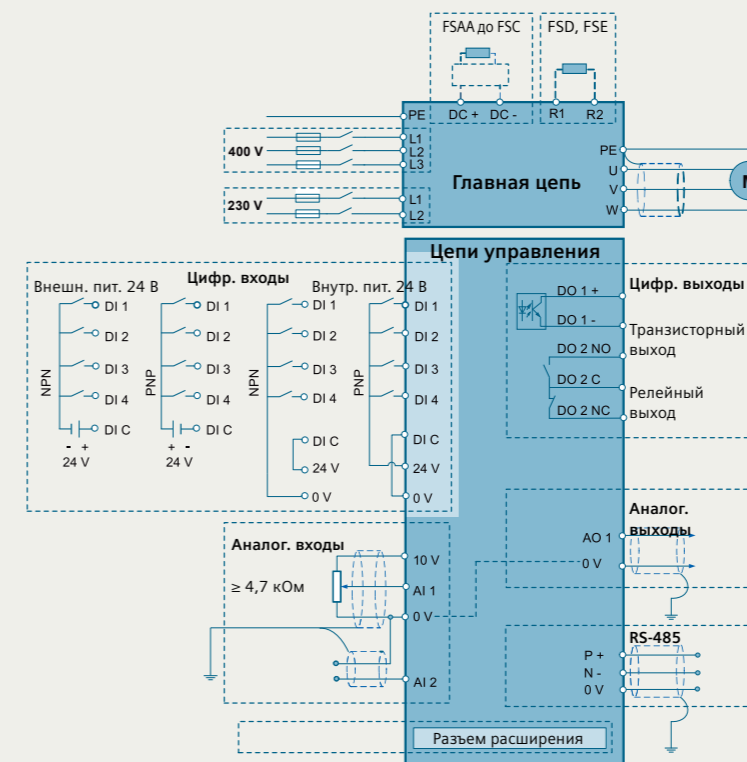 FSAA до FSC
FSD, FSE
DC +
DC -
R1
R2
PE
400 V
L1
L2
L3
230 V
L1
L2
Главная цепь
PE
U
V
W
M
Цепи управления
Цифр. входы
Внешн. пит. 24 В
Внутр. пит. 24 В
NPN
DI 1
DI 2
DI 3
DI 4
DI C
- +
24 V
PNP
DI 1
DI 2
DI 3
DI 4
DI C
+ -
24 V
NPN
DI 1
DI 2
DI 3
DI 4
DI C
24 V
0 V
PNP
DI 1
DI 2
DI 3
DI 4
DI C
24 V
0 V
Цифр. выходы
DO 1 +
DO 1 -
Транзисторный
выход
DO 2 NO
DO 2 C
DO 2 NC
Релейный
выход
Аналог. входы
≥ 4,7 кОм
10 V
AI 1
0 V
AI 2
Аналог.
выходы
AO 1
0 V
RS-485
P +
N -
0 V
Разъем расширения